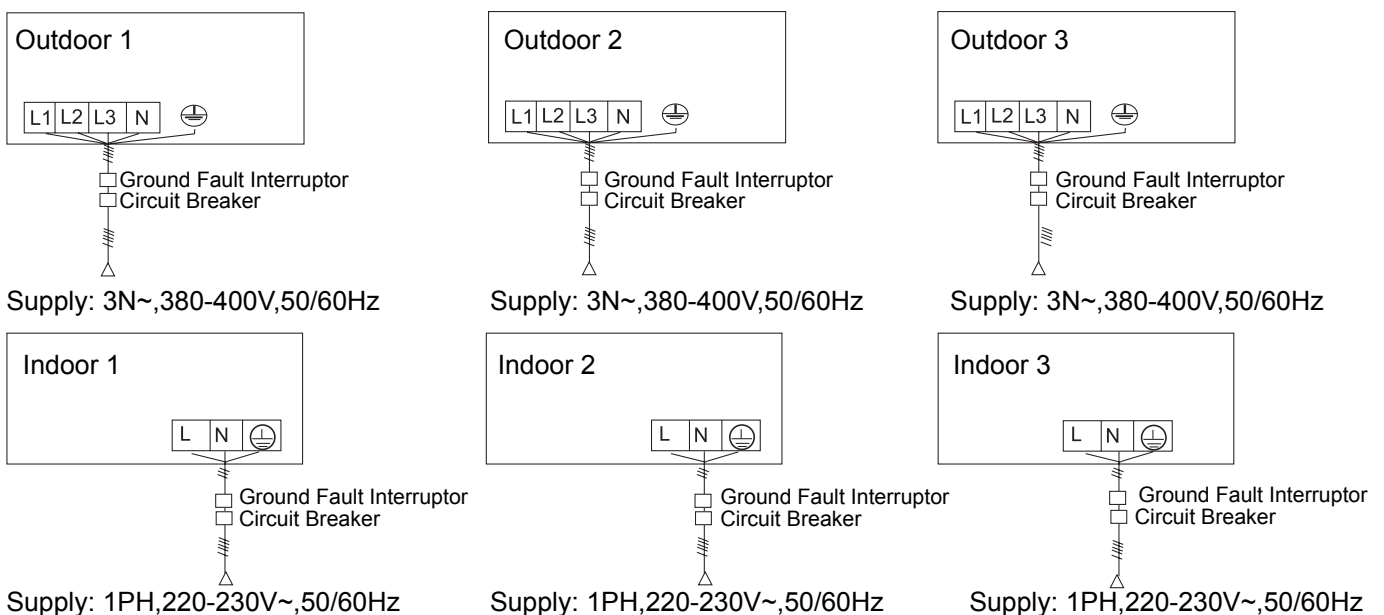 Outdoor 1
L1 L2 L3 N
Ground Fault Interruptor
Circuit Breaker
Supply: 3N~,380-400V,50/60Hz
Outdoor 2
L1 L2 L3 N
Ground Fault Interruptor
Circuit Breaker
Supply: 3N~,380-400V,50/60Hz
Outdoor 3
L1 L2 L3 N
Ground Fault Interruptor
Circuit Breaker
Supply: 3N~,380-400V,50/60Hz
Indoor 1
L N
Ground Fault Interruptor
Circuit Breaker
Supply: 1PH,220-230V~,50/60Hz
Indoor 2
L N
Ground Fault Interruptor
Circuit Breaker
Supply: 1PH,220-230V~,50/60Hz
Indoor 3
L N
Ground Fault Interruptor
Circuit Breaker
Supply: 1PH,220-230V~,50/60Hz